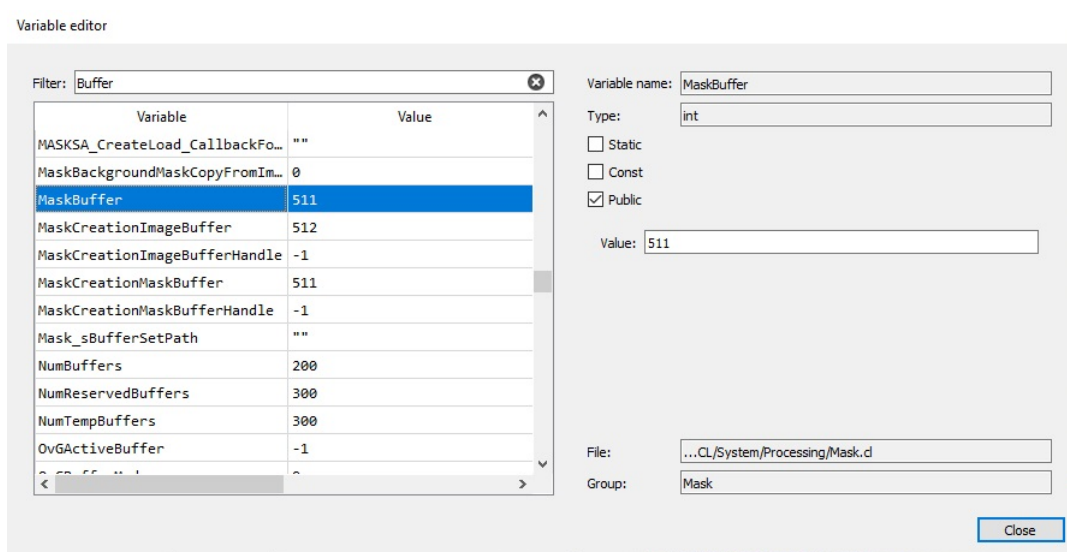 Variable editor
Filter: Buffer
Variable Value
MASKSA_CreateLoad_CallbackFo… ""
MaskBackgroundMaskCopyFromIm… 0
MaskBuffer 511
MaskCreationImageBuffer 512
MaskCreationImageBufferHandle -1
MaskCreationMaskBuffer 511
MaskCreationMaskBufferHandle -1
Mask_sBufferSetPath ""
NumBuffers 200
NumReservedBuffers 300
NumTempBuffers 300
OvGActiveBuffer -1
Variable name: MaskBuffer
Type: int
Static
Const
Public
Value: 511
File: ...CL/System/Processing/Mask.cl
Group: Mask
Close